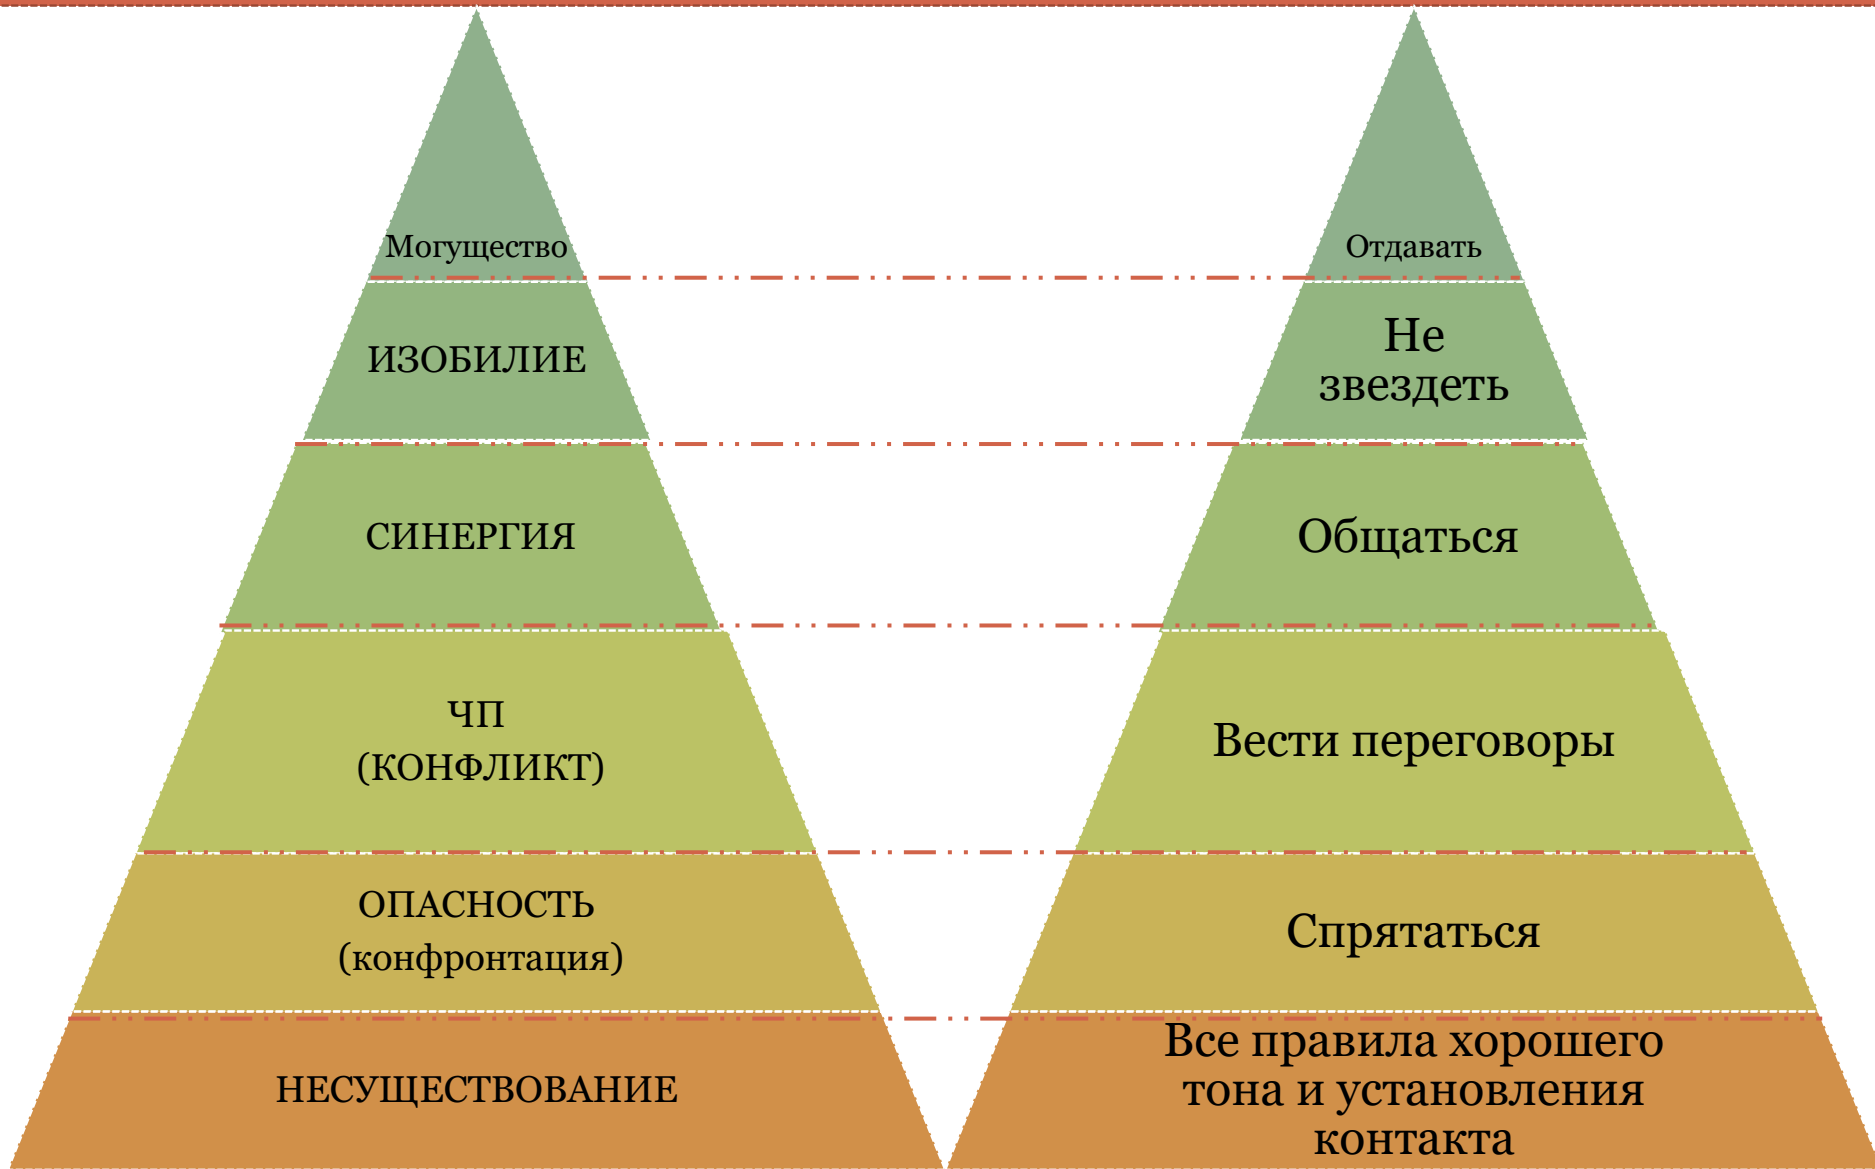 Могущество
Отдавать
ИЗОБИЛИЕ
Не
звездеть
СИНЕРГИЯ
Общаться
ЧП
(КОНФЛИКТ)
Вести переговоры
ОПАСНОСТЬ
(конфронтация)
Спрятаться
НЕСУЩЕСТВОВАНИЕ
Все правила хорошего
тона и установления
контакта